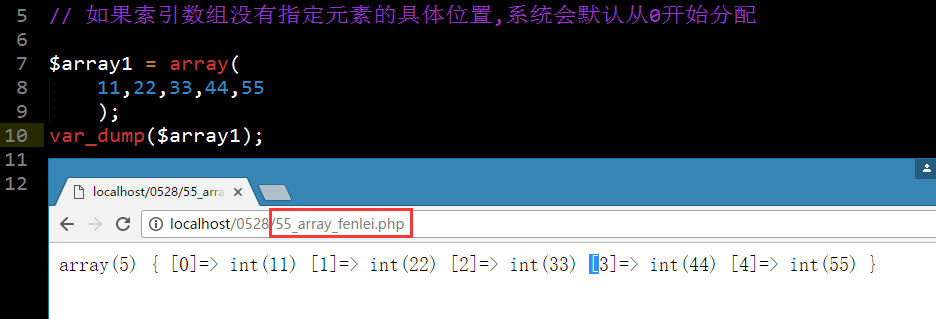 5 // 如果索引数组没有指定元素的具体位置,系统会默认从0开始分配
6
7 $array1 = array(
8 11,22,33,44,55
9 );
10 var_dump($array1);
11
12
localhost/0528/55_arra
localhost/0528/55_array_fenlei.php
array(5) { [0]=> int(11) [1]=> int(22) [2]=> int(33) [3]=> int(44) [4]=> int(55) }